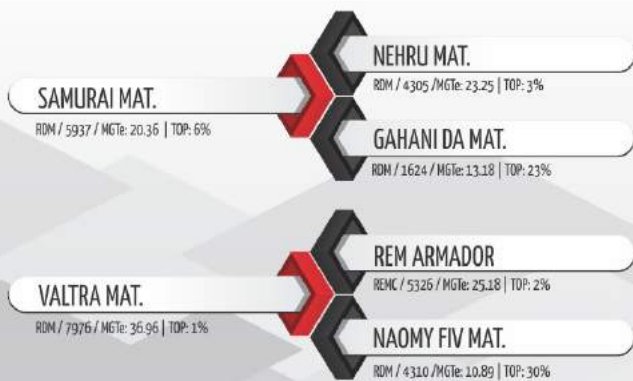 NEHRU MAT.
RDM / 4305 /MGTe: 23.25 | TOP: 3%
SAMURAI MAT.
RDM / 5937 / MGTe: 20.36 | TOP: 6%
GAHANI DA MAT.
RDM / 1624 / MGTe: 13.18 | TOP: 23%
REM ARMADOR
REMC / 5326 / MGTe: 25.18 | TOP: 2%
VALTRA MAT.
RDM / 7976 / MGTe: 36.96 | TOP: 1%
NAOMY FIV MAT.
RDM / 4310 /MGTe: 10.89 | TOP: 30%